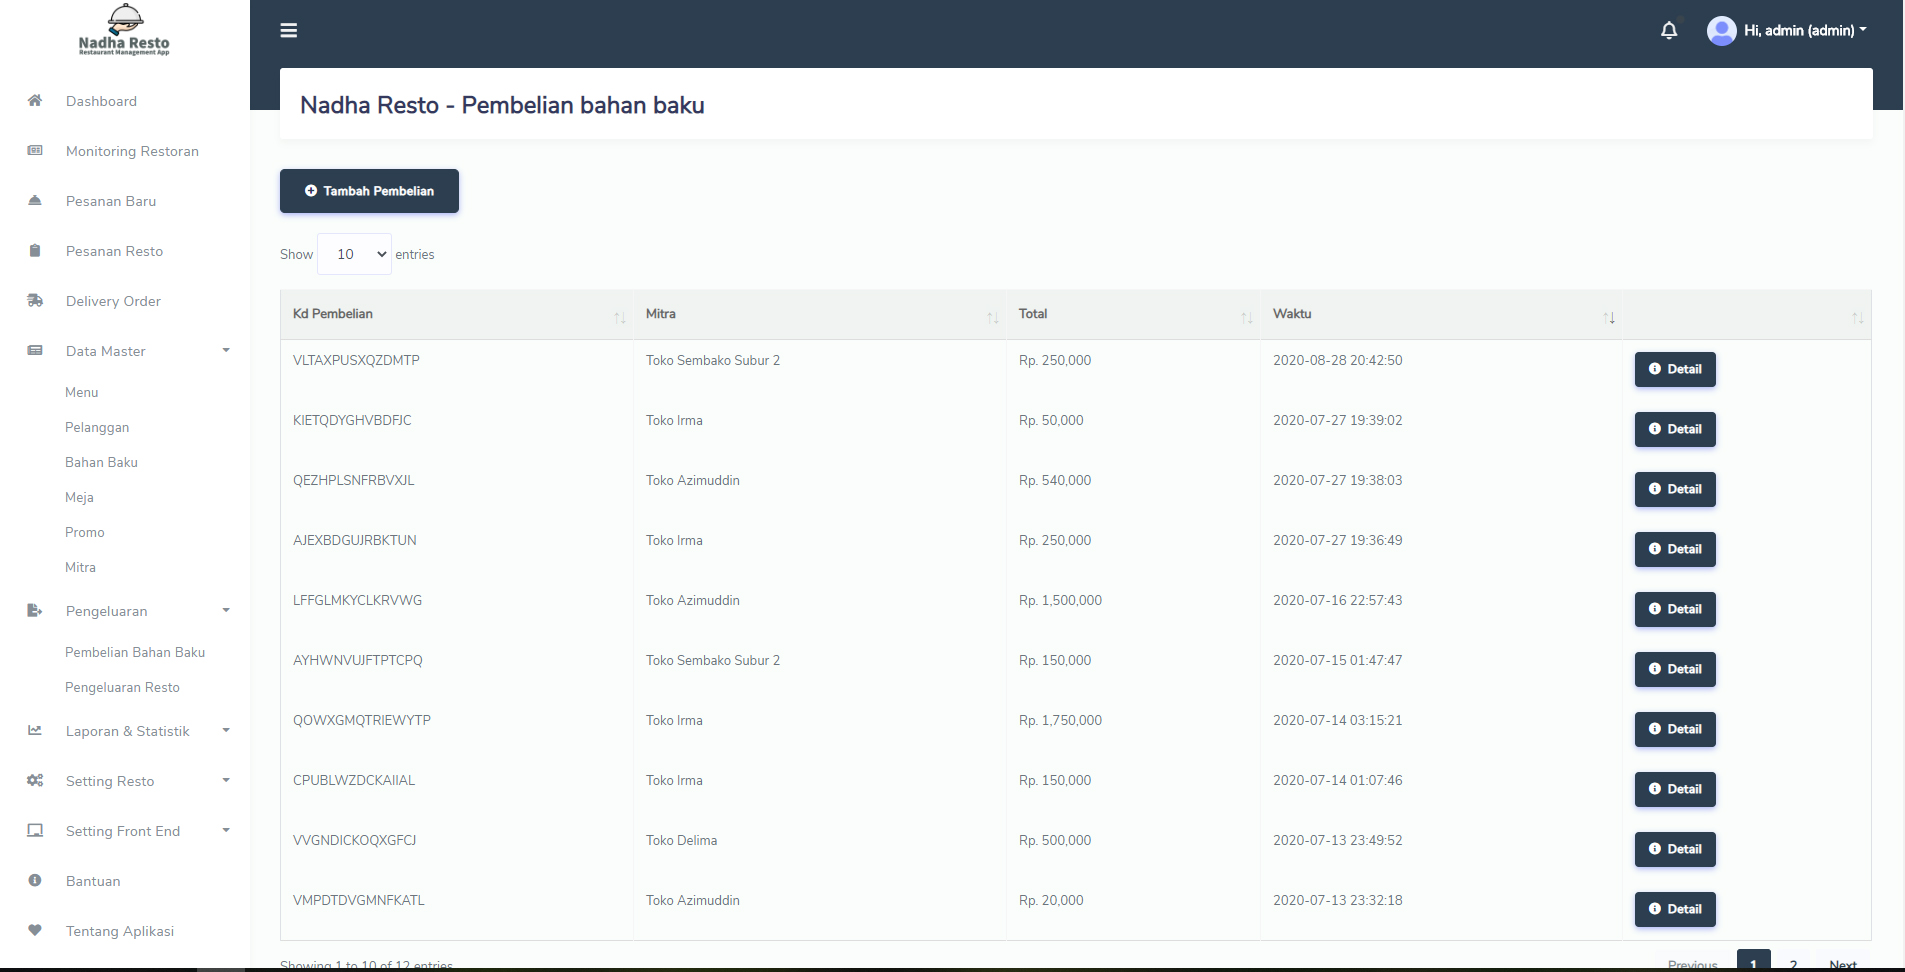 Nadha Resto
Restaurant Management App
Hi, admin (admin)
Dashboard
Monitoring Restoran
Pesanan Baru
Pesanan Resto
Delivery Order
Data Master
Menu
Pelanggan
Bahan Baku
Meja
Promo
Mitra
Pengeluaran
Pembelian Bahan Baku
Pengeluaran Resto
Laporan & Statistik
Setting Resto
Setting Front End
Bantuan
Tentang Aplikasi
Nadha Resto - Pembelian bahan baku
Tambah Pembelian
Show 10 entries
Kd Pembelian Mitra Total Waktu
VLTAXPUSXQZDMTP Toko Sembako Subur 2 Rp. 250,000 2020-08-28 20:42:50 Detail
KIETQDYGHVBDFJC Toko Irma Rp. 50,000 2020-07-27 19:39:02 Detail
QEZHPLSNFRBVXJL Toko Azimuddin Rp. 540,000 2020-07-27 19:38:03 Detail
AJEXBDGUJRBKTUN Toko Irma Rp. 250,000 2020-07-27 19:36:49 Detail
LFFGLMKYCLKRVWG Toko Azimuddin Rp. 1,500,000 2020-07-16 22:57:43 Detail
AYHWNVUJFTPTCPQ Toko Sembako Subur 2 Rp. 150,000 2020-07-15 01:47:47 Detail
QOWXGMQTRIEWYTP Toko Irma Rp. 1,750,000 2020-07-14 03:15:21 Detail
CPUBLWZDCKAIIAL Toko Irma Rp. 150,000 2020-07-14 01:07:46 Detail
VVGNDICKOQXGFCJ Toko Delima Rp. 500,000 2020-07-13 23:49:52 Detail
VMPDTDVGMNFKATL Toko Azimuddin Rp. 20,000 2020-07-13 23:32:18 Detail
Showing 1 to 10 of 12 entries
Previous 1 2 Next